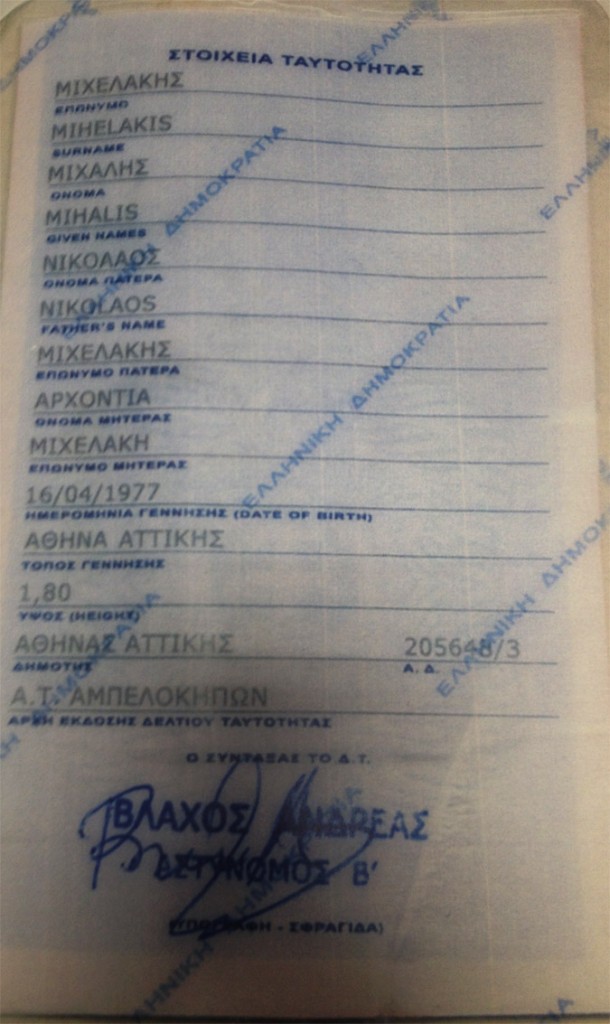 ΣΤΟΙΧΕΙΑ ΤΑΥΤΟΤΗΤΑΣ
ΜΙΧΕΛΑΚΗΣ
ΕΠΩΝΥΜΟ
MIHELAKIS
SURNAME
ΜΙΧΑΛΗΣ
ΟΝΟΜΑ
MIHALIS
GIVEN NAMES
ΝΙΚΟΛΑΟΣ
ΟΝΟΜΑ ΠΑΤΕΡΑ
NIKOLAOS
FATHER'S NAME
ΜΙΧΕΛΑΚΗΣ
ΕΠΩΝΥΜΟ ΠΑΤΕΡΑ
ΑΡΧΟΝΤΙΑ
ΟΝΟΜΑ ΜΗΤΕΡΑΣ
ΜΙΧΕΛΑΚΗ
ΕΠΩΝΥΜΟ ΜΗΤΕΡΑΣ
16/04/1977
ΗΜΕΡΟΜΗΝΙΑ ΓΕΝΝΗΣΗΣ (DATE OF BIRTH)
ΑΘΗΝΑ ΑΤΤΙΚΗΣ
ΤΟΠΟΣ ΓΕΝΝΗΣΗΣ
1,80
ΥΨΟΣ (HEIGHT)
ΑΘΗΝΑΣ ΑΤΤΙΚΗΣ 205648/3
ΔΗΜΟΤΗΣ Α.Δ.
Α.Τ. ΑΜΠΕΛΟΚΗΠΩΝ
ΑΡΧΗ ΕΚΔΟΣΗΣ ΔΕΛΤΙΟΥ ΤΑΥΤΟΤΗΤΑΣ
Ο ΣΥΝΤΑΞΑΣ ΤΟ Δ.Τ.
ΒΛΑΧΟΣ ΑΝΔΡΕΑΣ
ΑΣΤΥΝΟΜΟΣ Β'
(ΥΠΟΓΡΑΦΗ - ΣΦΡΑΓΙΔΑ)
ΕΛΛΗΝΙΚΗ ΔΗΜΟΚΡΑΤΙΑ
ΕΛΛΗΝΙΚΗ ΔΗΜΟΚΡΑΤΙΑ